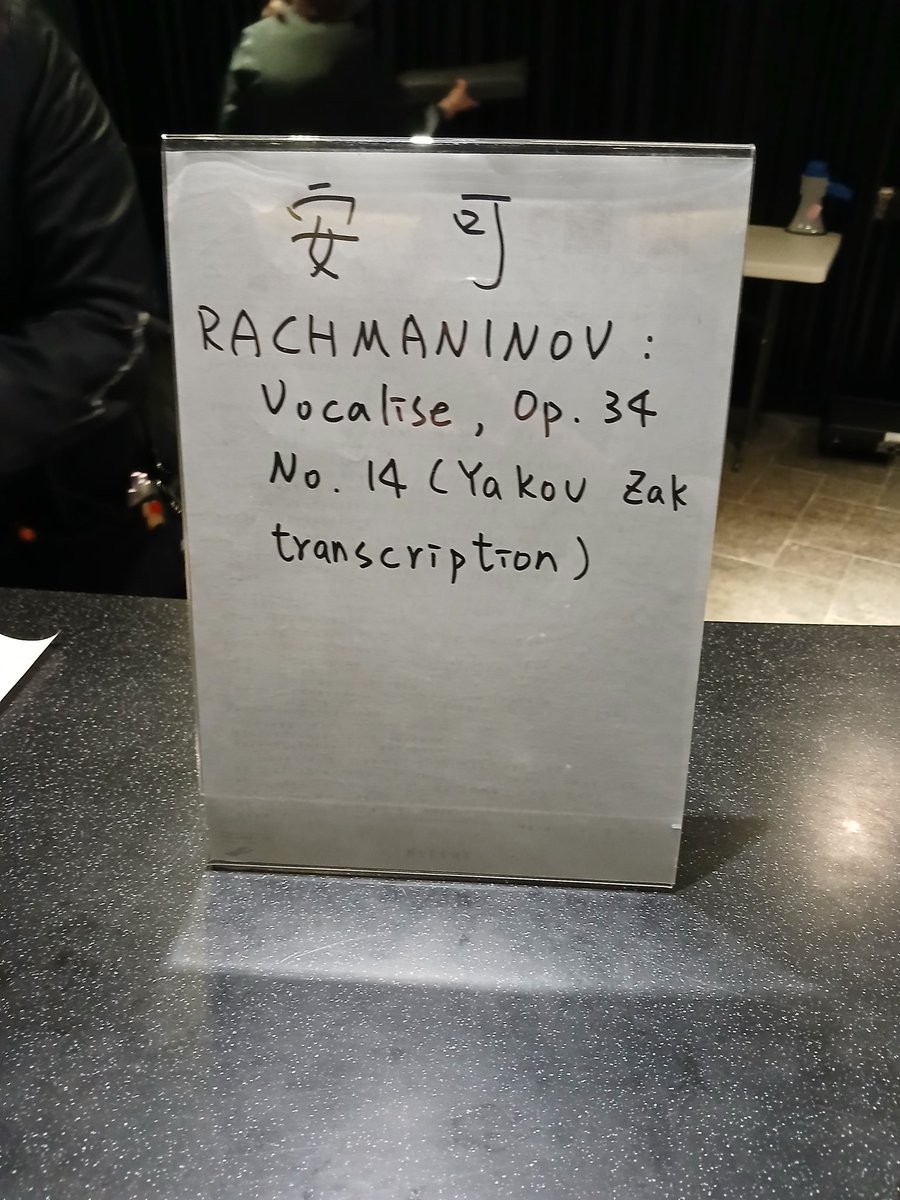 安 可
RACHMANINOV :
Vocalise, Op. 34
No. 14 (Yakov Zak
transcription)